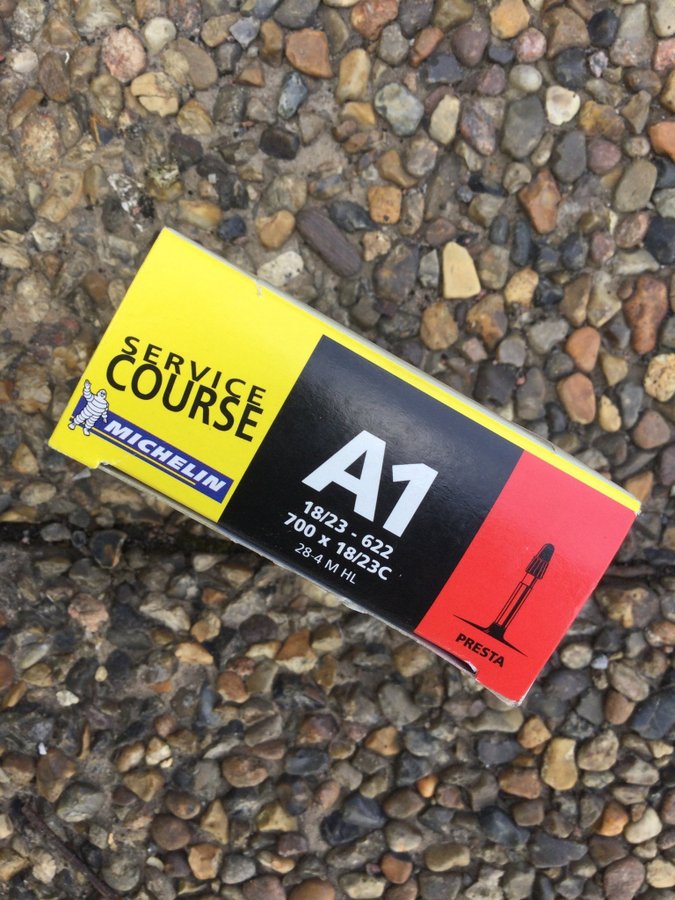 SERVICE
COURSE
MICHELIN
A1
18/23 - 622
700 x 18/23C
28-4 M HL
PRESTA